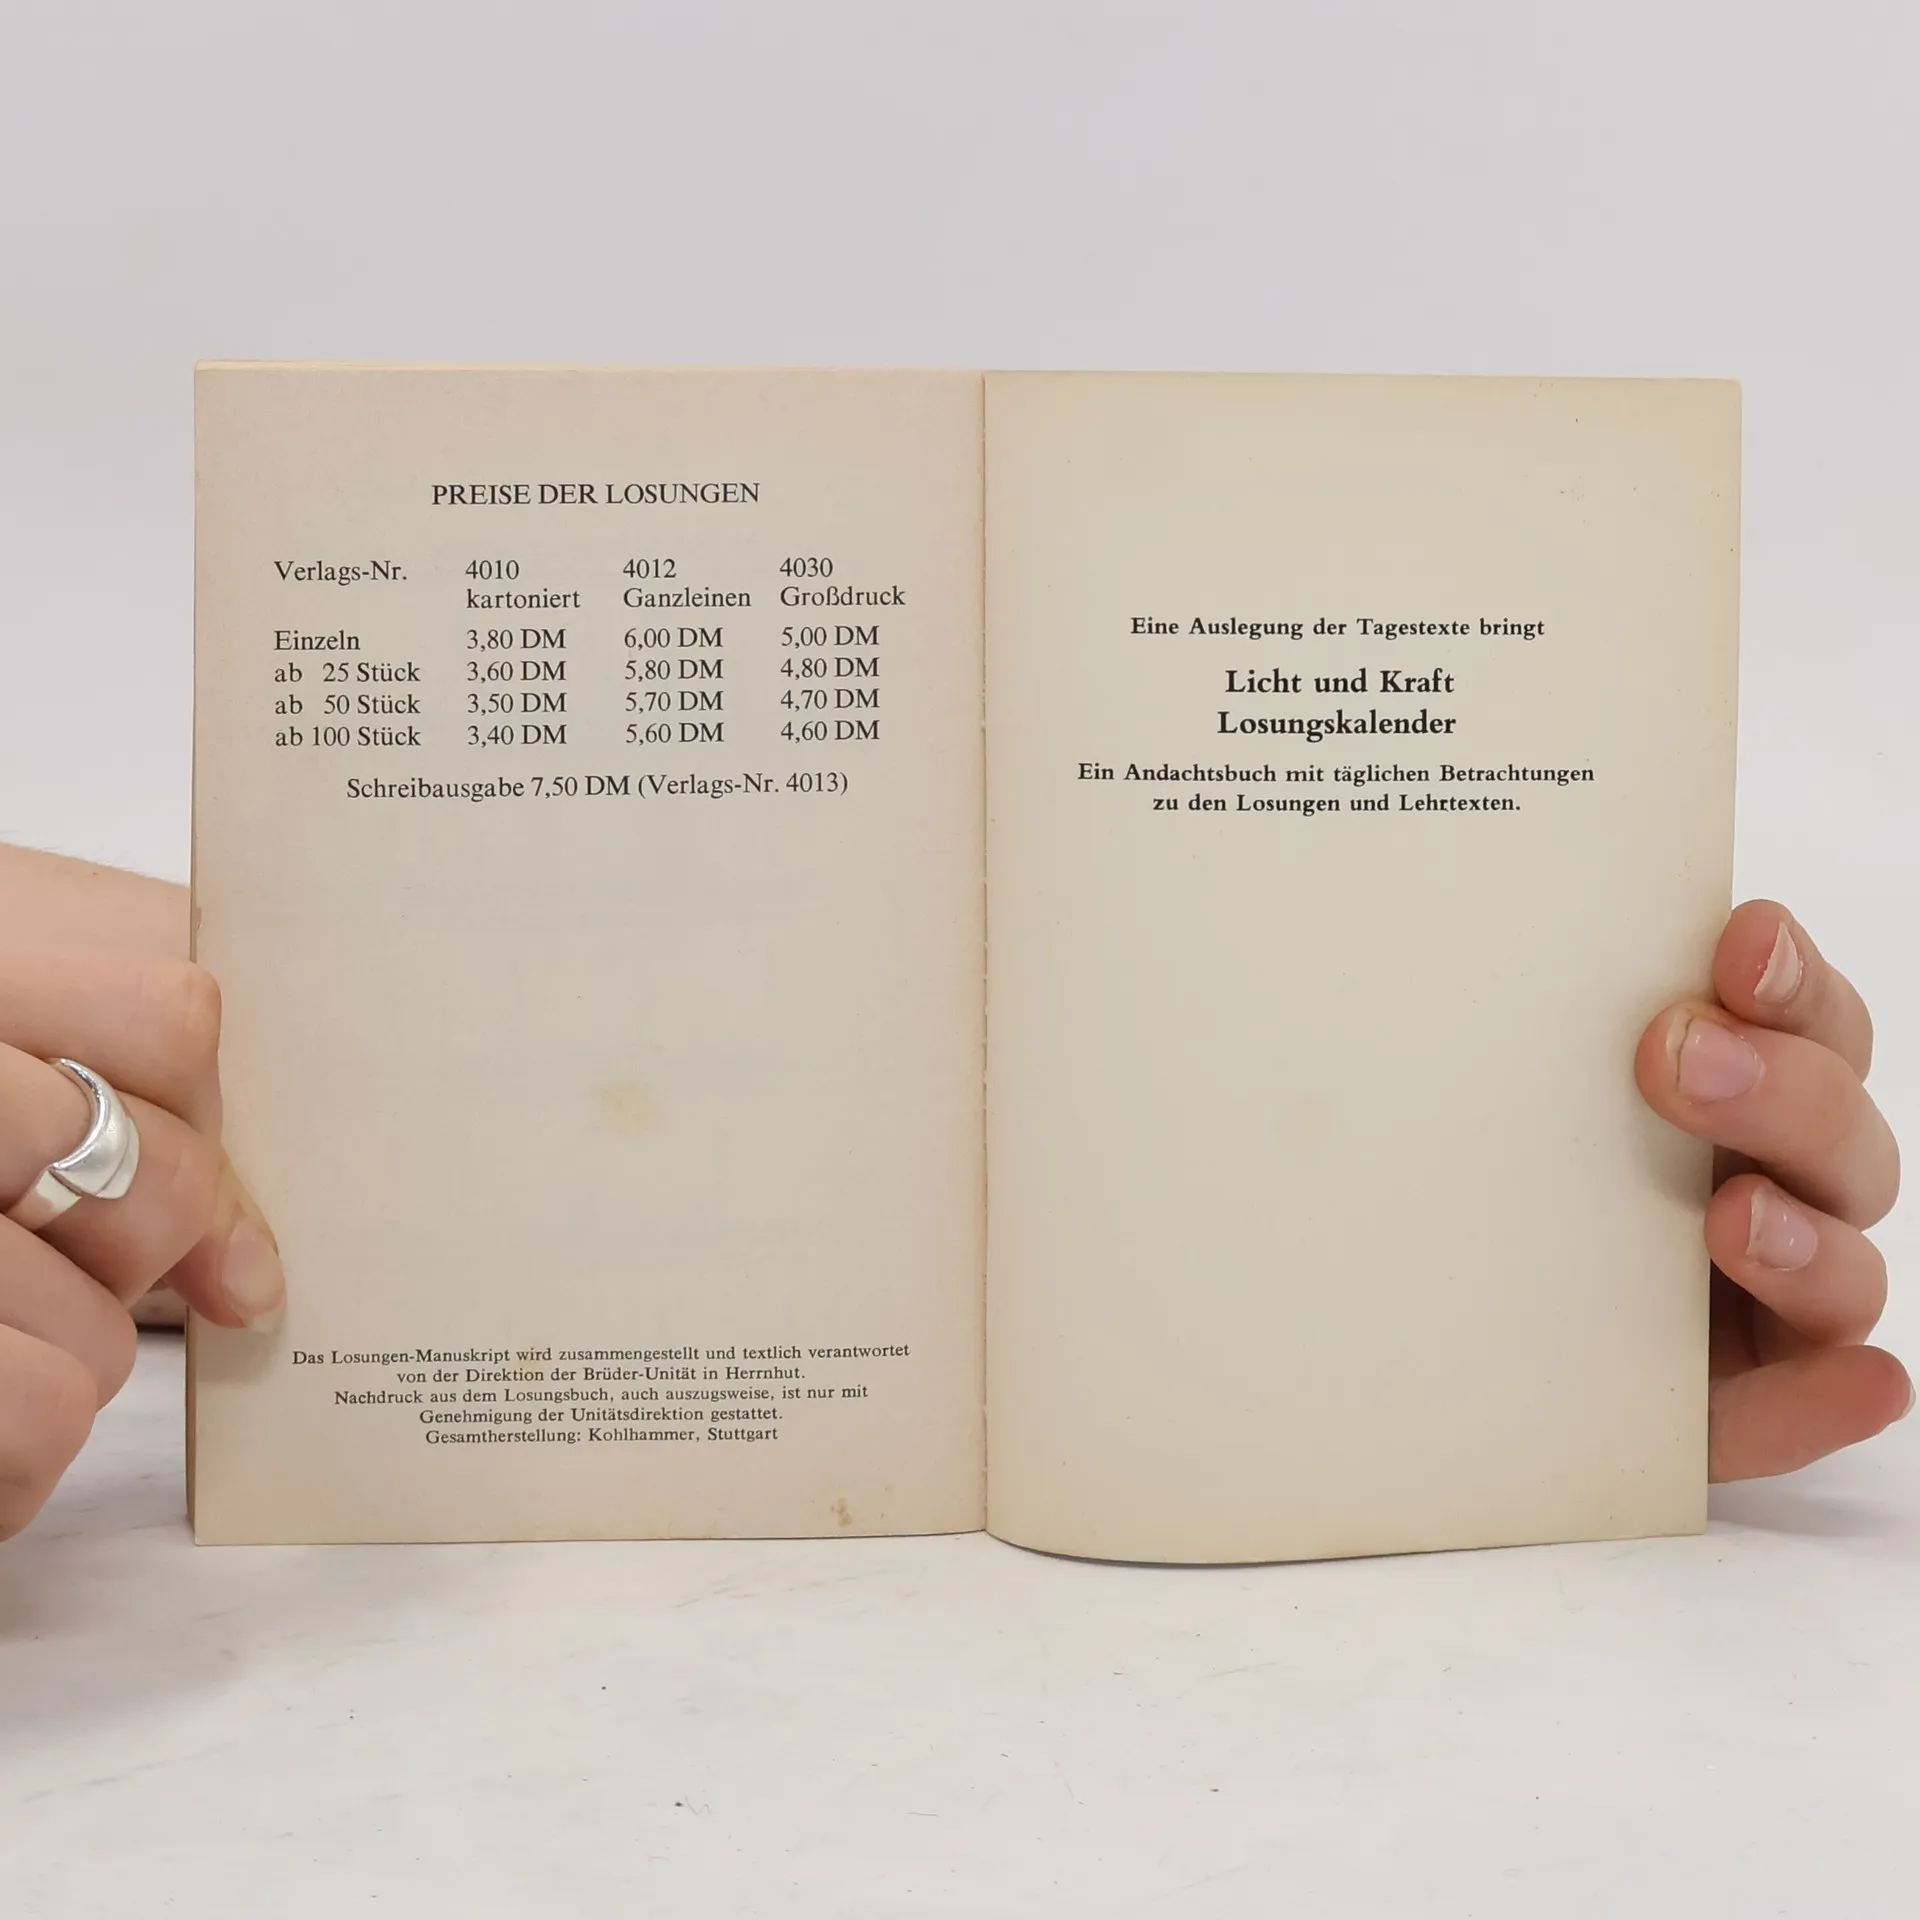 PREISE DER LOSUNGEN
Verlags-Nr. 4010 4012 4030
kartoniert Ganzleinen Großdruck
Einzeln 3,80 DM 6,00 DM 5,00 DM
ab 25 Stück 3,60 DM 5,80 DM 4,80 DM
ab 50 Stück 3,50 DM 5,70 DM 4,70 DM
ab 100 Stück 3,40 DM 5,60 DM 4,60 DM
Schreibausgabe 7,50 DM (Verlags-Nr. 4013)
Das Losungen-Manuskript wird zusammengestellt und textlich verantwortet
von der Direktion der Brüder-Unität in Herrnhut.
Nachdruck aus dem Losungsbuch, auch auszugsweise, ist nur mit
Genehmigung der Unitätsdirektion gestattet.
Gesamtherstellung: Kohlhammer, Stuttgart
Eine Auslegung der Tagestexte bringt
Licht und Kraft
Losungskalender
Ein Andachtsbuch mit täglichen Betrachtungen
zu den Losungen und Lehrtexten.